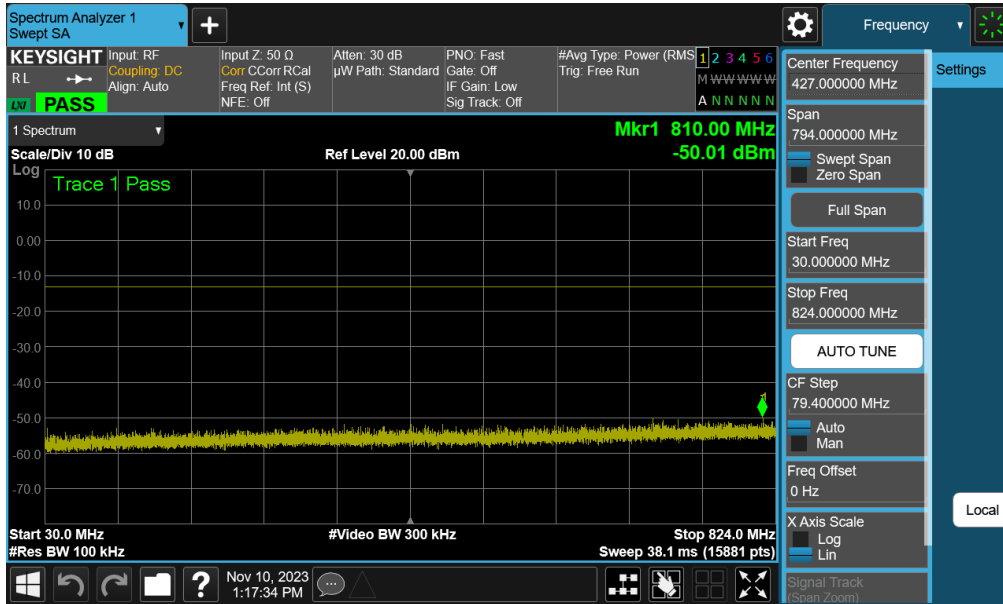 Spectrum Analyzer 1
Swept SA
Frequency
KEYSIGHT
R L
LXI
PASS
Input: RF
Coupling: DC
Align: Auto
Input Z: 50 Ω
Corr CCorr RCal
Freq Ref: Int (S)
NFE: Off
Atten: 30 dB
µW Path: Standard
PNO: Fast
Gate: Off
IF Gain: Low
Sig Track: Off
#Avg Type: Power (RMS
Trig: Free Run
1 2 3 4 5 6
M W W W W W
A N N N N N
1 Spectrum
Scale/Div 10 dB
Ref Level 20.00 dBm
Mkr1 810.00 MHz
-50.01 dBm
Log
Trace 1 Pass
10.0
0.00
-10.0
-20.0
-30.0
-40.0
-50.0
-60.0
-70.0
1
Start 30.0 MHz
#Video BW 300 kHz
Stop 824.0 MHz
#Res BW 100 kHz
Sweep 38.1 ms (15881 pts)
Nov 10, 2023
1:17:34 PM
Center Frequency
427.000000 MHz
Span
794.000000 MHz
Swept Span
Zero Span
Full Span
Start Freq
30.000000 MHz
Stop Freq
824.000000 MHz
AUTO TUNE
CF Step
79.400000 MHz
Auto
Man
Freq Offset
0 Hz
X Axis Scale
Log
Lin
Signal Track
(Span Zoom)
Settings
Local